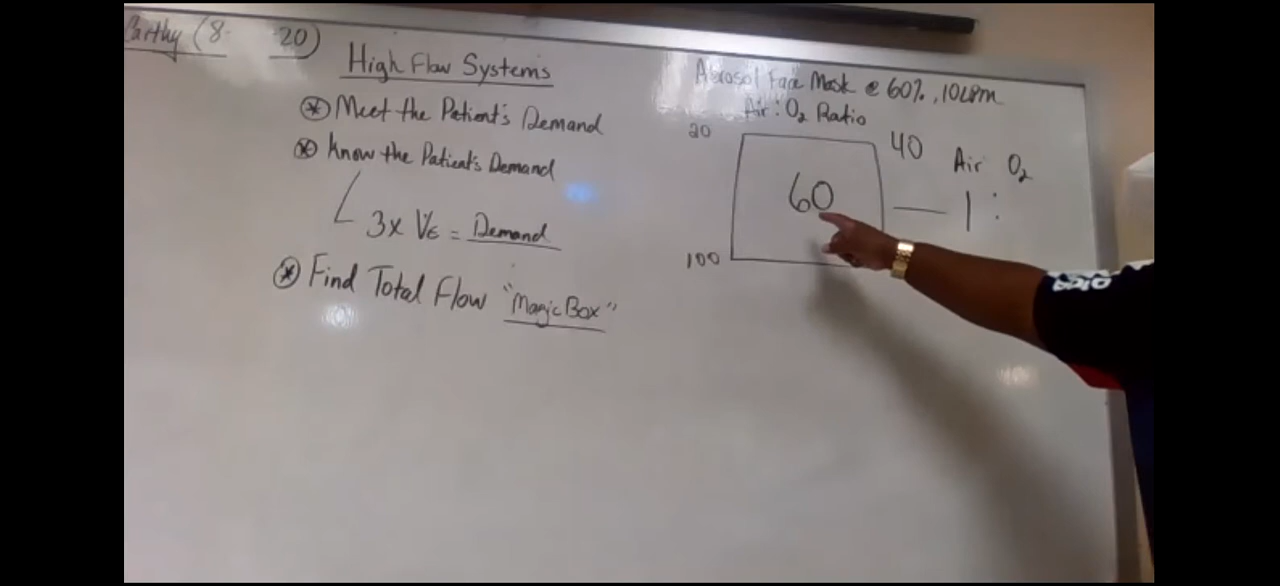 Carthy (8- 20)
High Flow Systems
* Meet the Patient's Demand
* Know the Patient's Demand
3x VE = Demand
* Find Total Flow "Magic Box"
Aerosol Face Mask @ 60%, 10LPM
Air : O2 Ratio
20
40
Air O2
60
1 :
100